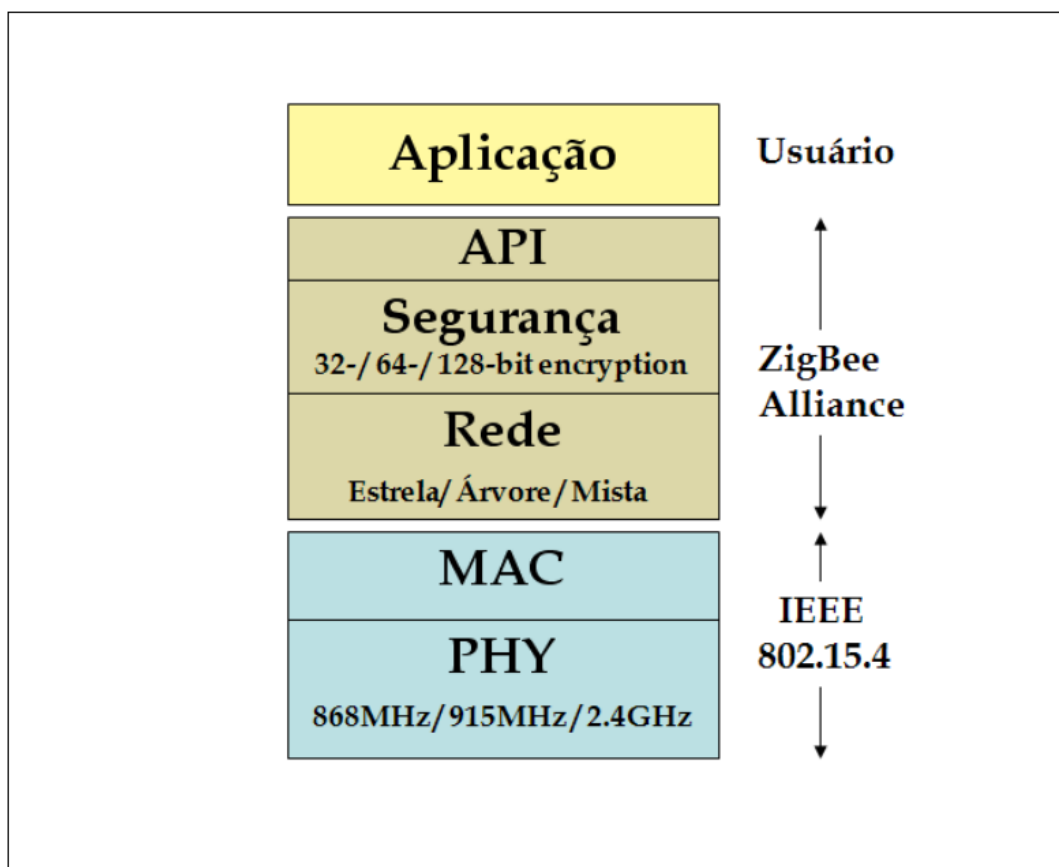 Aplicação
Usuário
API
Segurança
32-/ 64-/ 128-bit encryption
Rede
Estrela/ Árvore / Mista
ZigBee
Alliance
MAC
PHY
868MHz/ 915MHz/ 2.4GHz
IEEE
802.15.4